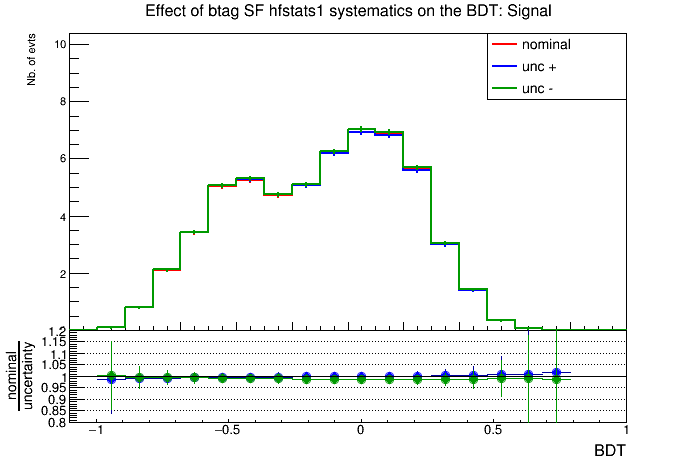 Effect of btag SF hfstats1 systematics on the BDT: Signal
Nb. of evts
10
8
6
4
2
nominal
unc +
unc -
nominal
uncertainty
1.2
1.15
1.1
1.05
1
0.95
0.9
0.85
0.8
−1
−0.5
0
0.5
1
BDT